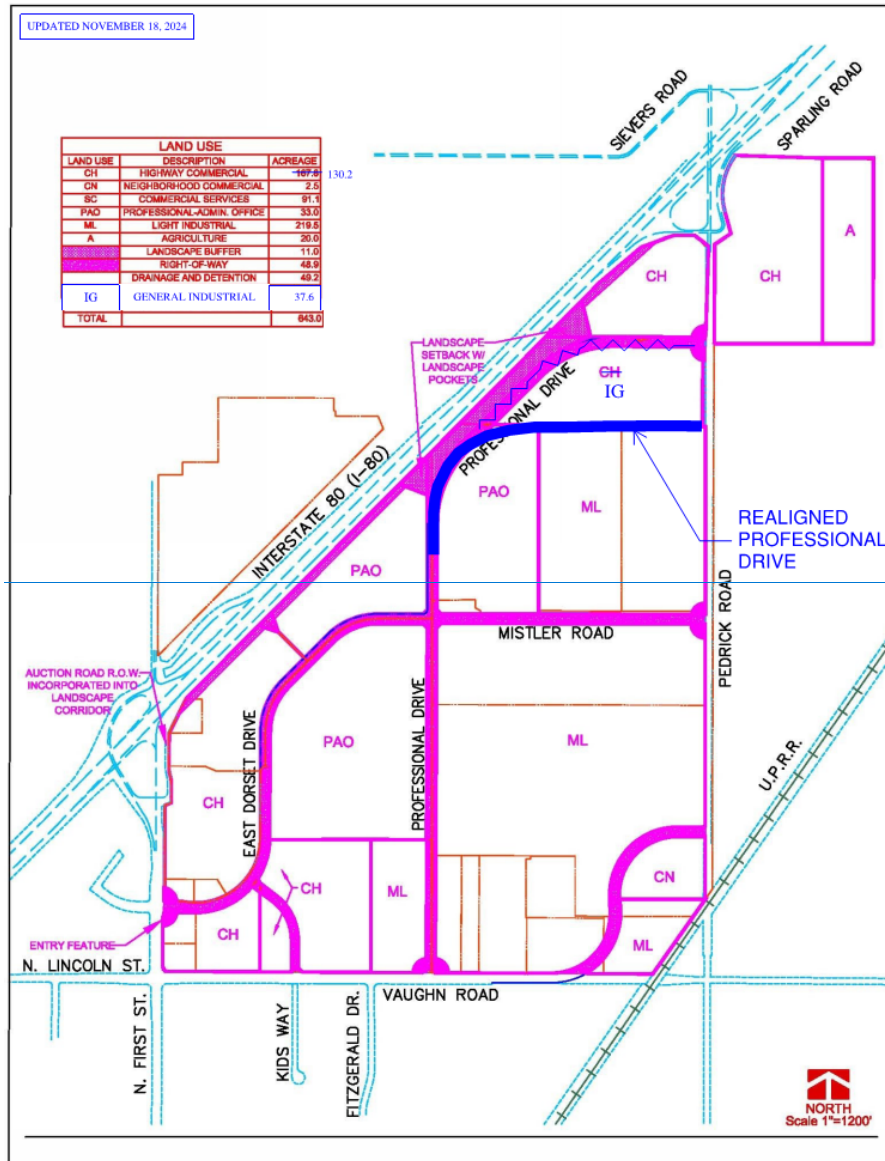 UPDATED NOVEMBER 18, 2024
LAND USE
LAND USE DESCRIPTION ACREAGE
CH HIGHWAY COMMERCIAL 167.8 130.2
CN NEIGHBORHOOD COMMERCIAL 2.5
SC COMMERCIAL SERVICES 91.1
PAO PROFESSIONAL-ADMIN. OFFICE 33.0
ML LIGHT INDUSTRIAL 219.5
A AGRICULTURE 20.0
LANDSCAPE BUFFER 11.0
RIGHT-OF-WAY 48.9
DRAINAGE AND DETENTION 49.2
IG GENERAL INDUSTRIAL 37.6
TOTAL 643.0
SIEVERS ROAD
SPARLING ROAD
A
CH
CH
LANDSCAPE
SETBACK W/
LANDSCAPE
POCKETS
CH
IG
PROFESSIONAL DRIVE
INTERSTATE 80 (I-80)
PAO
ML
REALIGNED
PROFESSIONAL
DRIVE
PAO
MISTLER ROAD
PEDRICK ROAD
AUCTION ROAD R.O.W.
INCORPORATED INTO
LANDSCAPE
CORRIDOR
EAST DORSET DRIVE
PAO
PROFESSIONAL DRIVE
ML
U.P.R.R.
CH
CH
ML
CN
CH
ML
ENTRY FEATURE
N. LINCOLN ST.
VAUGHN ROAD
N. FIRST ST.
KIDS WAY
FITZGERALD DR.
NORTH
Scale 1"=1200'